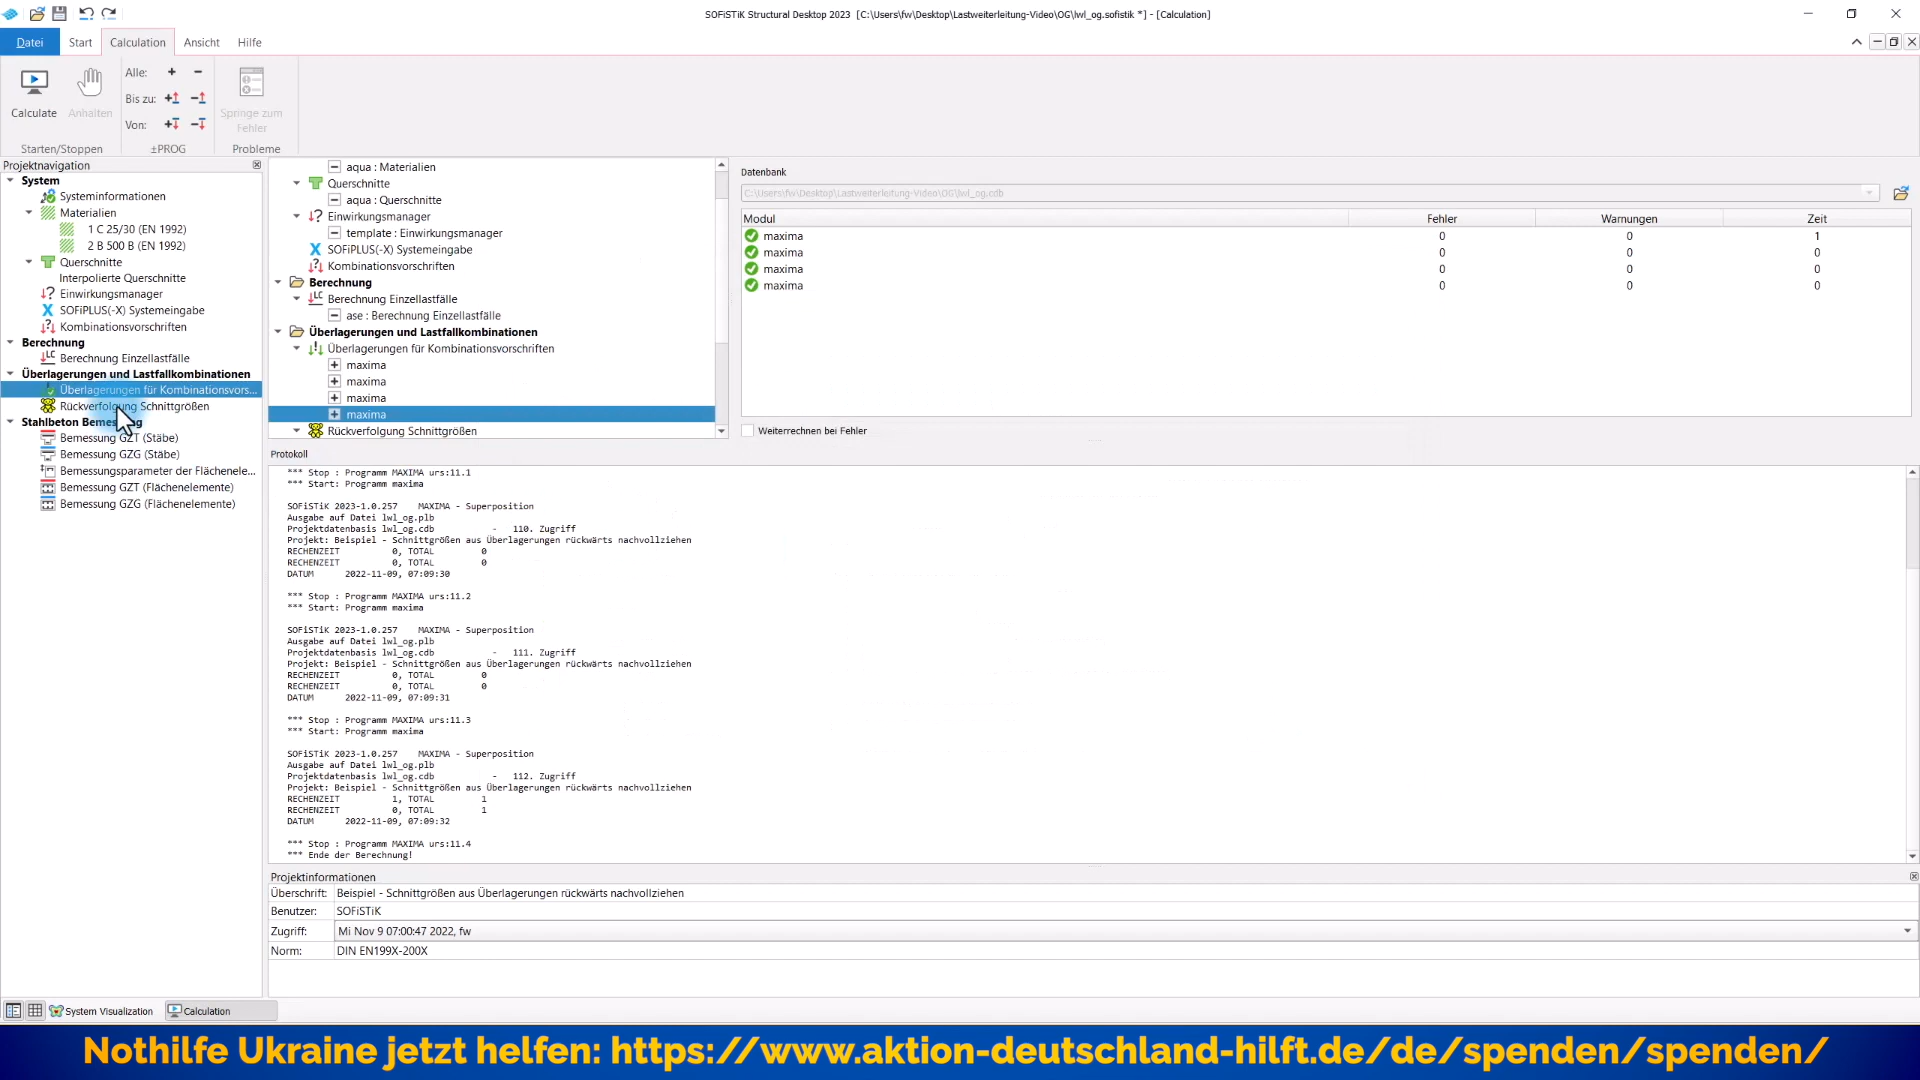 SOFiSTiK Structural Desktop 2023 [C:\Users\fw\Desktop\Lastweiterleitung-Video\OG\lwl_og.sofistik *] - [Calculation]
Datei Start Calculation Ansicht Hilfe
Calculate Anhalten
Alle: + -
Bis zu:
Von:
Springe zum
Fehler
Starten/Stoppen ±PROG Probleme
Projektnavigation
System
Systeminformationen
Materialien
1 C 25/30 (EN 1992)
2 B 500 B (EN 1992)
Querschnitte
Interpolierte Querschnitte
Einwirkungsmanager
SOFiPLUS(-X) Systemeingabe
Kombinationsvorschriften
Berechnung
Berechnung Einzellastfälle
Überlagerungen und Lastfallkombinationen
Überlagerungen für Kombinationsvors...
Rückverfolgung Schnittgrößen
Stahlbeton Bemessung
Bemessung GZT (Stäbe)
Bemessung GZG (Stäbe)
Bemessungsparameter der Flächenele...
Bemessung GZT (Flächenelemente)
Bemessung GZG (Flächenelemente)
aqua : Materialien
Querschnitte
aqua : Querschnitte
Einwirkungsmanager
template : Einwirkungsmanager
SOFiPLUS(-X) Systemeingabe
Kombinationsvorschriften
Berechnung
Berechnung Einzellastfälle
ase : Berechnung Einzellastfälle
Überlagerungen und Lastfallkombinationen
Überlagerungen für Kombinationsvorschriften
maxima
maxima
maxima
maxima
Rückverfolgung Schnittgrößen
Datenbank
C:\Users\fw\Desktop\Lastweiterleitung-Video\OG\lwl_og.cdb
Modul Fehler Warnungen Zeit
maxima 0 0 1
maxima 0 0 0
maxima 0 0 0
maxima 0 0 0
Weiterrechnen bei Fehler
Protokoll
*** Stop : Programm MAXIMA urs:11.1
*** Start: Programm maxima
SOFiSTiK 2023-1.0.257 MAXIMA - Superposition
Ausgabe auf Datei lwl_og.plb
Projektdatenbasis lwl_og.cdb - 110. Zugriff
Projekt: Beispiel - Schnittgrößen aus Überlagerungen rückwärts nachvollziehen
RECHENZEIT 0, TOTAL 0
RECHENZEIT 0, TOTAL 0
DATUM 2022-11-09, 07:09:30
*** Stop : Programm MAXIMA urs:11.2
*** Start: Programm maxima
SOFiSTiK 2023-1.0.257 MAXIMA - Superposition
Ausgabe auf Datei lwl_og.plb
Projektdatenbasis lwl_og.cdb - 111. Zugriff
Projekt: Beispiel - Schnittgrößen aus Überlagerungen rückwärts nachvollziehen
RECHENZEIT 0, TOTAL 0
RECHENZEIT 0, TOTAL 0
DATUM 2022-11-09, 07:09:31
*** Stop : Programm MAXIMA urs:11.3
*** Start: Programm maxima
SOFiSTiK 2023-1.0.257 MAXIMA - Superposition
Ausgabe auf Datei lwl_og.plb
Projektdatenbasis lwl_og.cdb - 112. Zugriff
Projekt: Beispiel - Schnittgrößen aus Überlagerungen rückwärts nachvollziehen
RECHENZEIT 1, TOTAL 1
RECHENZEIT 0, TOTAL 1
DATUM 2022-11-09, 07:09:32
*** Stop : Programm MAXIMA urs:11.4
*** Ende der Berechnung!
Projektinformationen
Überschrift: Beispiel - Schnittgrößen aus Überlagerungen rückwärts nachvollziehen
Benutzer: SOFiSTiK
Zugriff: Mi Nov 9 07:00:47 2022, fw
Norm: DIN EN199X-200X
System Visualization Calculation
Nothilfe Ukraine jetzt helfen: https://www.aktion-deutschland-hilft.de/de/spenden/spenden/